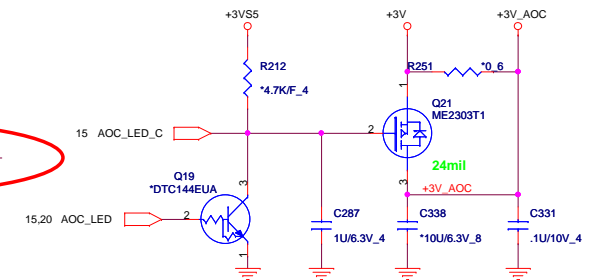 +3VS5
+3V
+3V_AOC
R212
*4.7K/F_4
R251
*0_6
1
Q21
ME2303T1
15 AOC_LED_C
2
24mil
Q19
*DTC144EUA
3
3
+3V_AOC
15,20 AOC_LED
2
1
C287
1U/6.3V_4
C338
*10U/6.3V_8
C331
.1U/10V_4